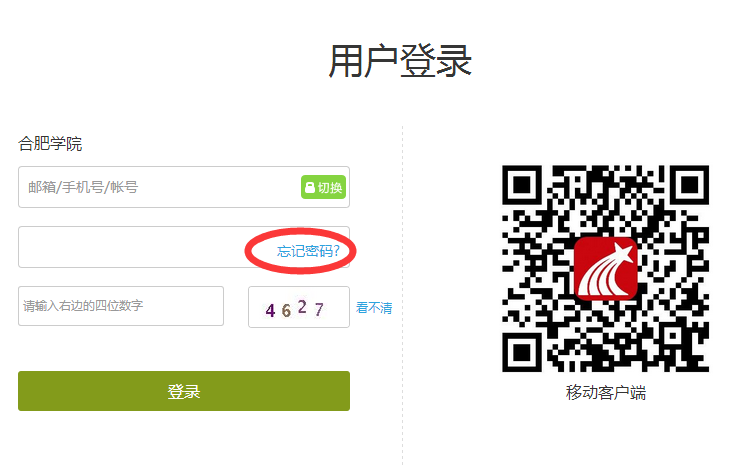 用户登录
合肥学院
邮箱/手机号/帐号
切换
忘记密码?
请输入右边的四位数字
4627
看不清
登录
移动客户端